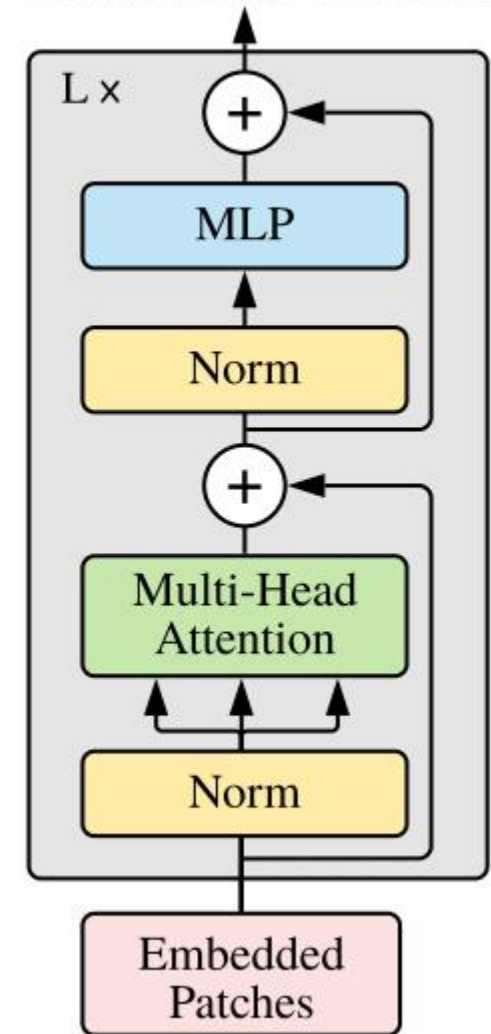 L ×
+
MLP
Norm
+
Multi-Head
Attention
Norm
Embedded
Patches